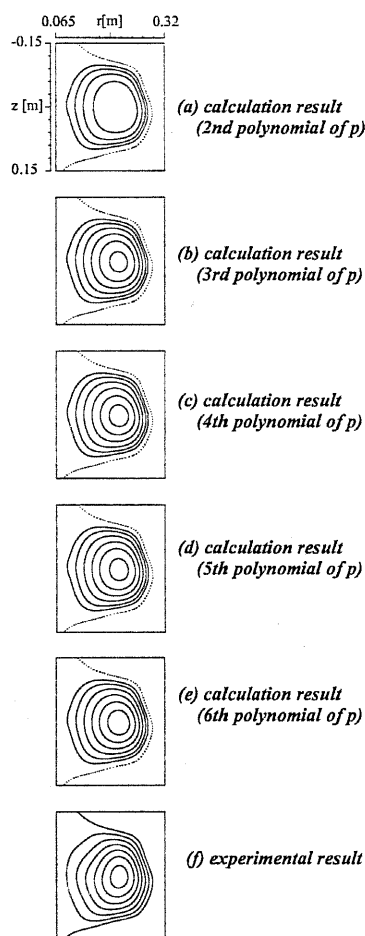 0.065 r[m] 0.32
-0.15
z [m]
0.15
(a) calculation result
(2nd polynomial of p)
(b) calculation result
(3rd polynomial of p)
(c) calculation result
(4th polynomial of p)
(d) calculation result
(5th polynomial of p)
(e) calculation result
(6th polynomial of p)
(f) experimental result